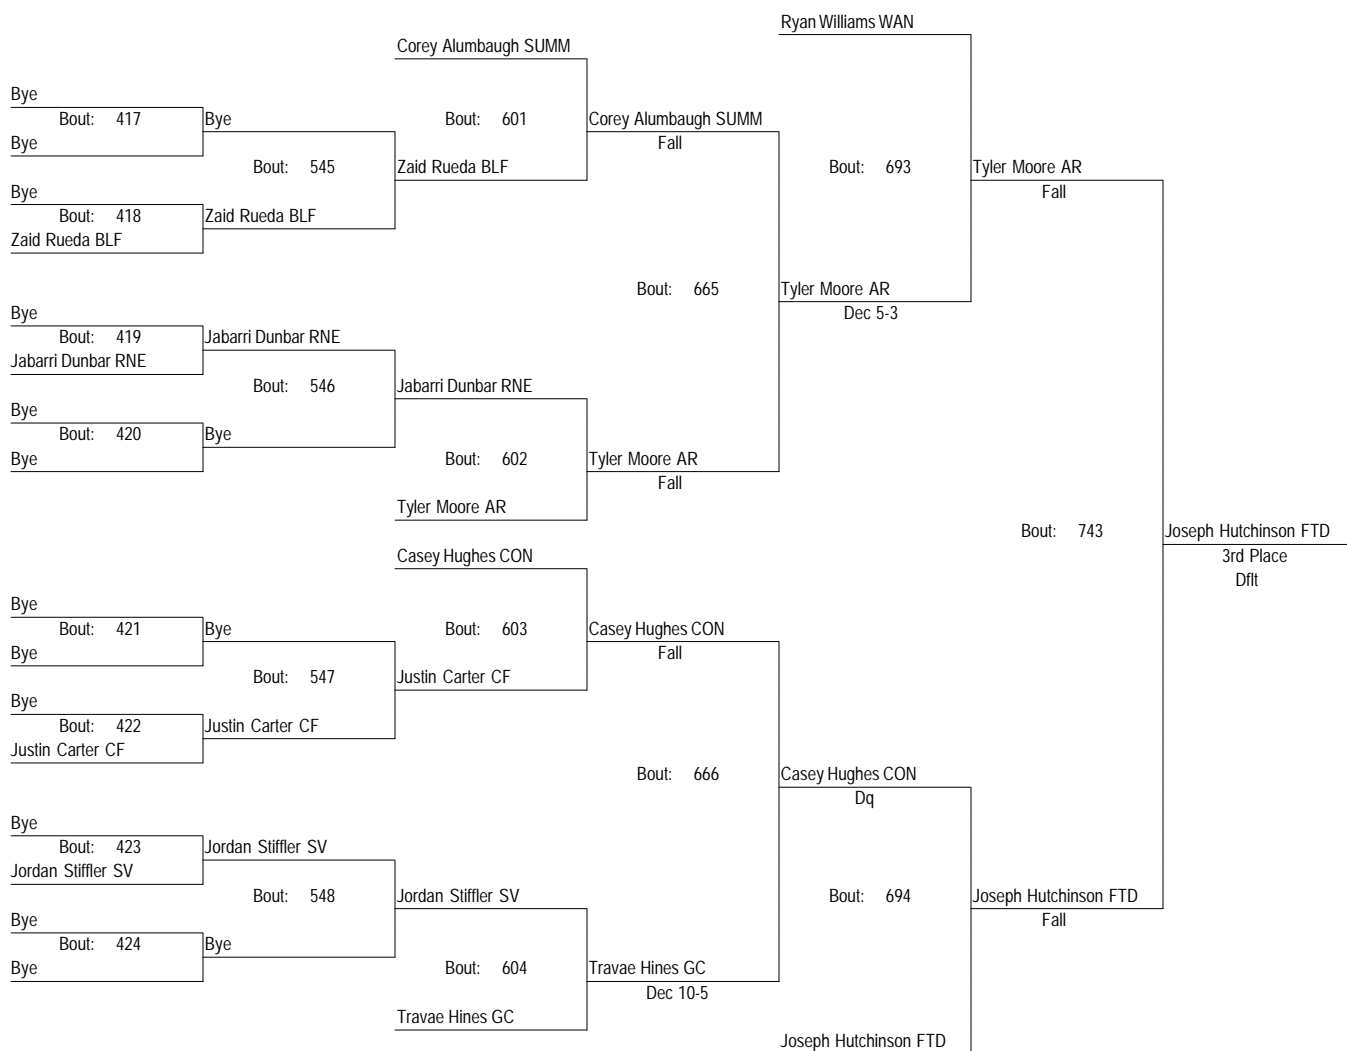 Ryan Williams WAN
Corey Alumbaugh SUMM
Bye
Bout: 417
Bye
Bout: 601
Corey Alumbaugh SUMM
Fall
Bye
Bout: 545
Zaid Rueda BLF
Bout: 693
Tyler Moore AR
Fall
Bye
Bout: 418
Zaid Rueda BLF
Zaid Rueda BLF
Bout: 665
Tyler Moore AR
Dec 5-3
Bye
Bout: 419
Jabarri Dunbar RNE
Jabarri Dunbar RNE
Bout: 546
Jabarri Dunbar RNE
Bye
Bout: 420
Bye
Bye
Bout: 602
Tyler Moore AR
Fall
Tyler Moore AR
Bout: 743
Joseph Hutchinson FTD
3rd Place
Dflt
Casey Hughes CON
Bye
Bout: 421
Bye
Bye
Bout: 603
Casey Hughes CON
Fall
Bout: 547
Justin Carter CF
Bye
Bout: 422
Justin Carter CF
Justin Carter CF
Bout: 666
Casey Hughes CON
Dq
Bye
Bout: 423
Jordan Stiffler SV
Jordan Stiffler SV
Bout: 548
Jordan Stiffler SV
Bout: 694
Joseph Hutchinson FTD
Fall
Bye
Bout: 424
Bye
Bye
Bout: 604
Travae Hines GC
Dec 10-5
Travae Hines GC
Joseph Hutchinson FTD